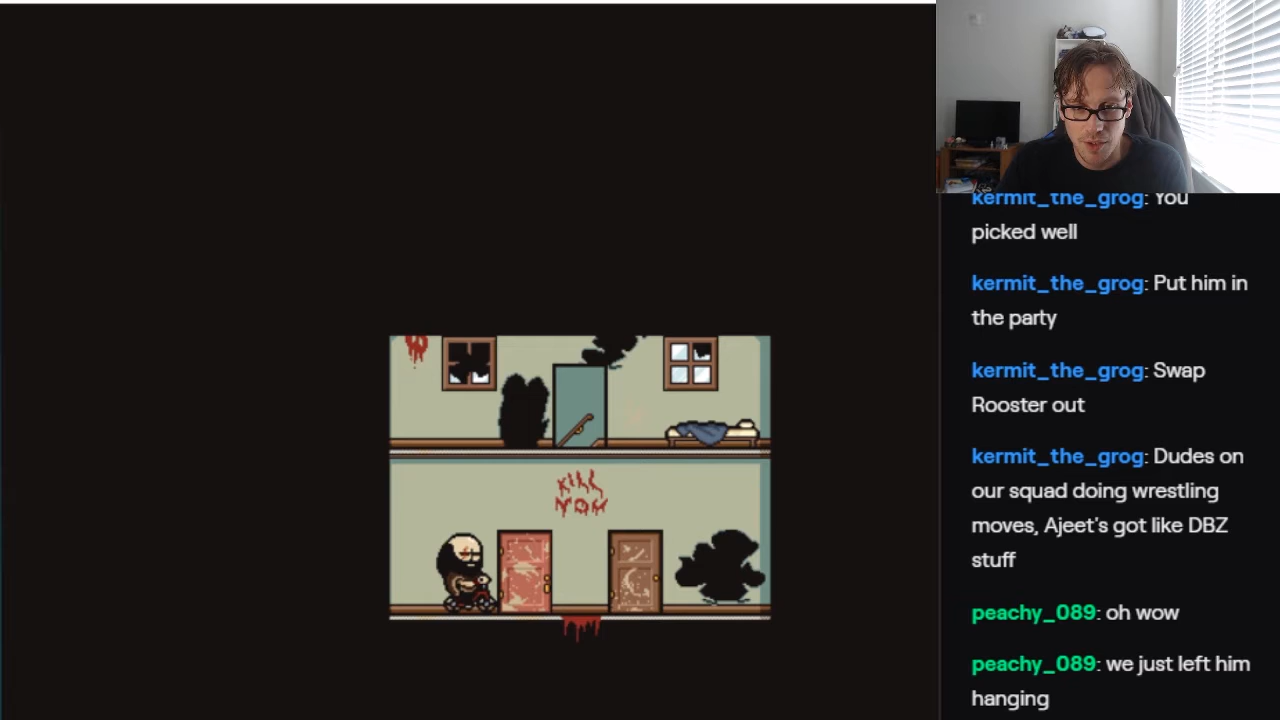 KILL
YOU
kermit_the_grog: You
picked well
kermit_the_grog: Put him in
the party
kermit_the_grog: Swap
Rooster out
kermit_the_grog: Dudes on
our squad doing wrestling
moves, Ajeet's got like DBZ
stuff
peachy_089: oh wow
peachy_089: we just left him
hanging